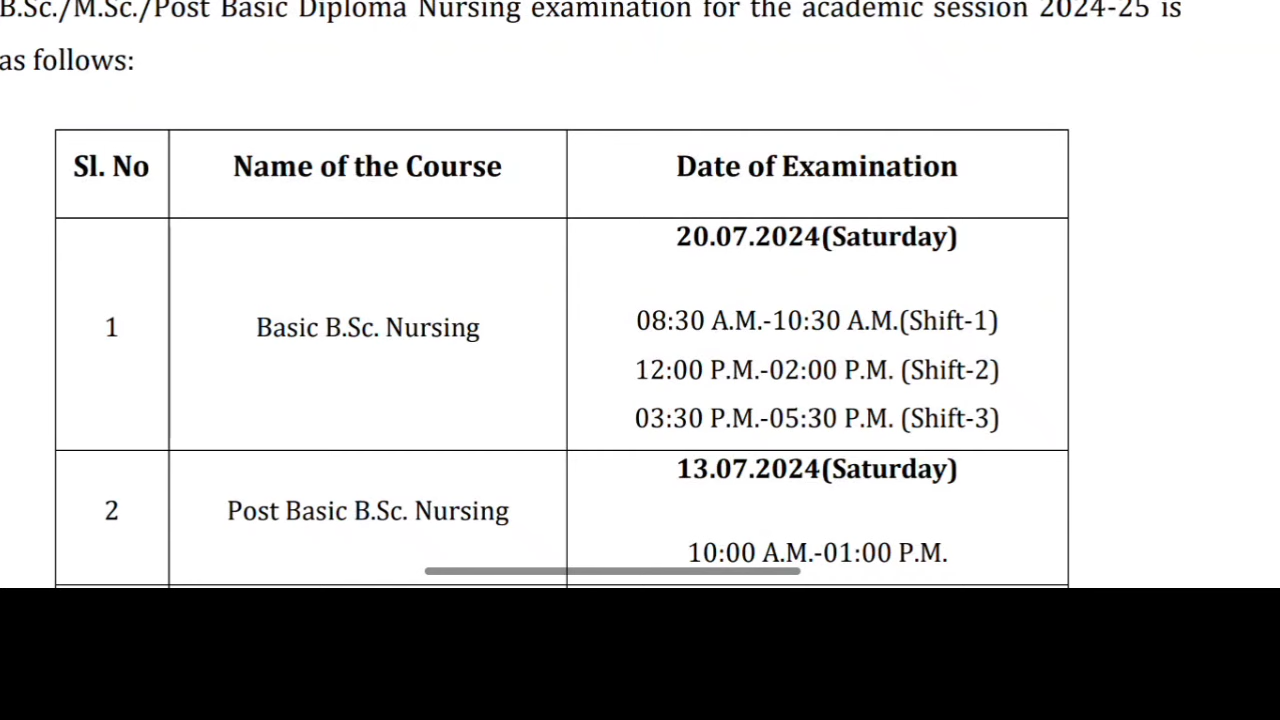 B.Sc./M.Sc./Post Basic Diploma Nursing examination for the academic session 2024-25 is
as follows:
Sl. No Name of the Course Date of Examination
20.07.2024(Saturday)
08:30 A.M.-10:30 A.M.(Shift-1)
1 Basic B.Sc. Nursing
12:00 P.M.-02:00 P.M. (Shift-2)
03:30 P.M.-05:30 P.M. (Shift-3)
13.07.2024(Saturday)
2 Post Basic B.Sc. Nursing
10:00 A.M.-01:00 P.M.